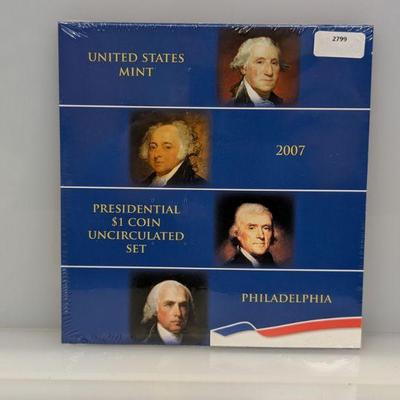 2799
UNITED STATES
MINT
2007
PRESIDENTIAL
$1 COIN
UNCIRCULATED
SET
PHILADELPHIA